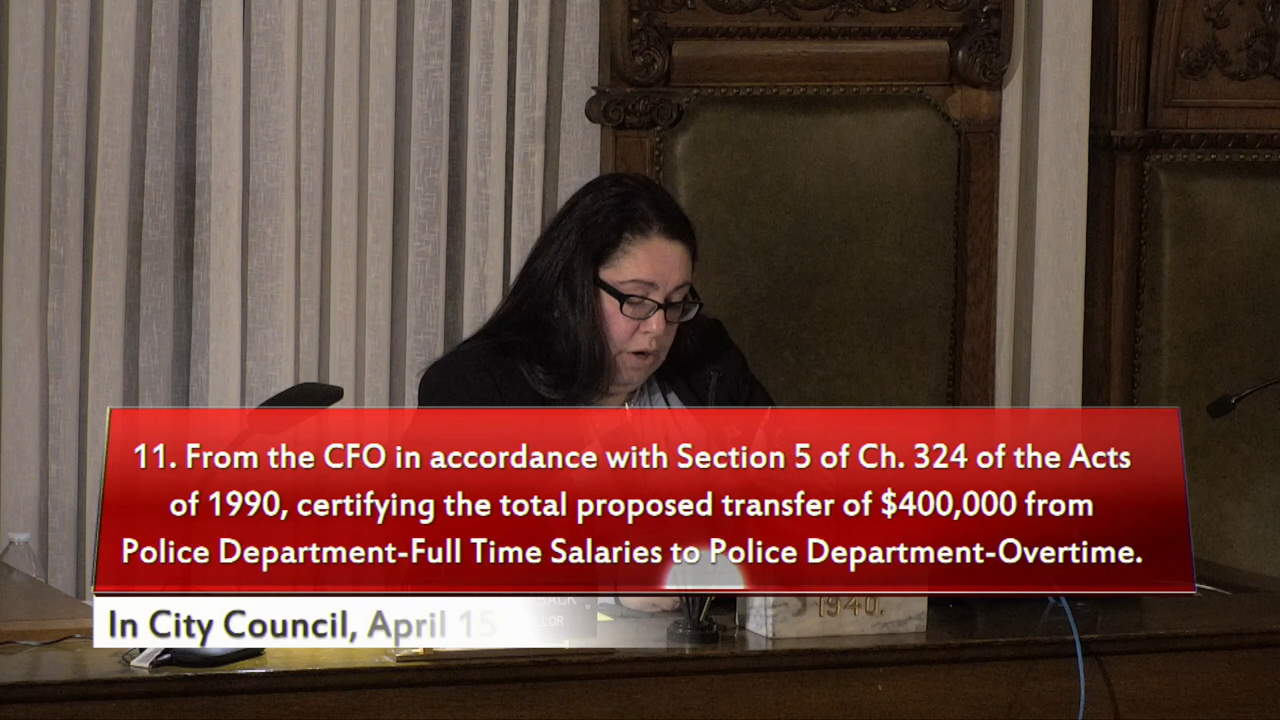 11. From the CFO in accordance with Section 5 of Ch. 324 of the Acts
of 1990, certifying the total proposed transfer of $400,000 from
Police Department-Full Time Salaries to Police Department-Overtime.
1940.
In City Council, April 15